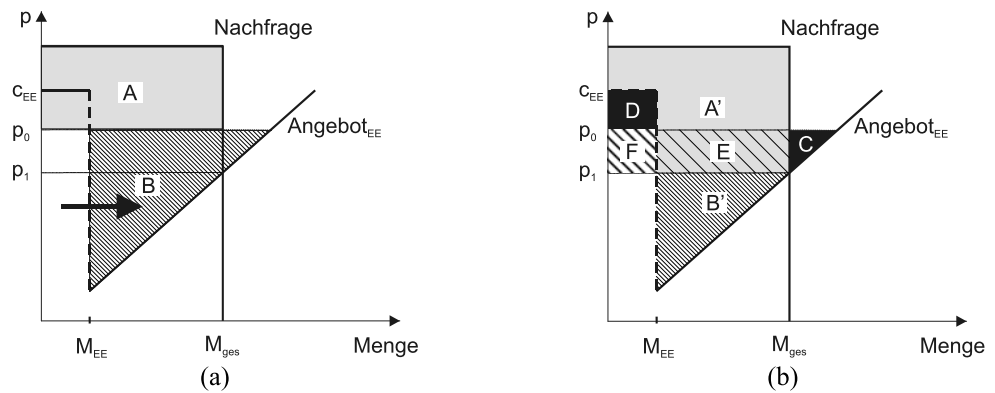 p
Nachfrage
c_EE
A
p_0
Angebot_EE
p_1
B
M_EE
M_ges
Menge
(a)
p
Nachfrage
c_EE
D
A'
p_0
Angebot_EE
F
E
C
p_1
B'
M_EE
M_ges
Menge
(b)